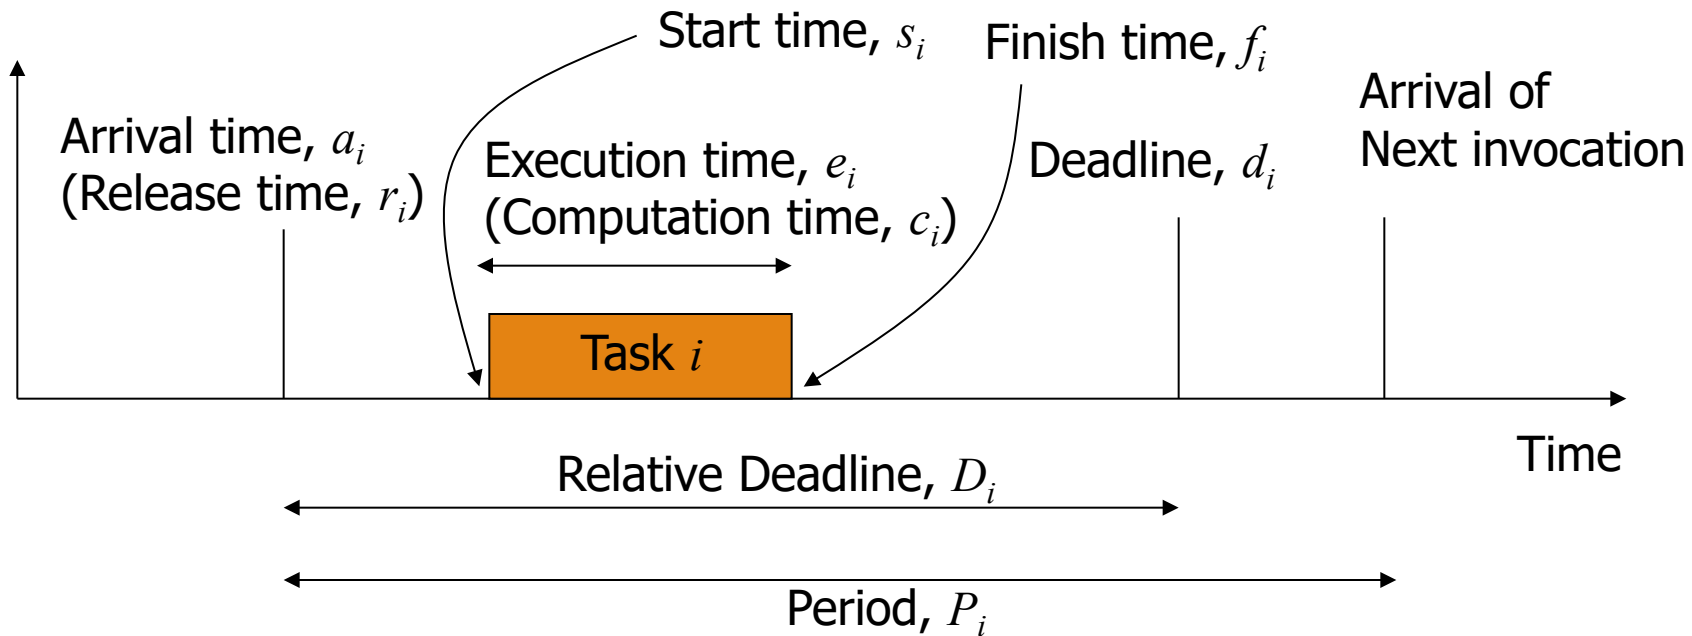 Start time, s_i
Finish time, f_i
Arrival of
Next invocation
Arrival time, a_i
(Release time, r_i)
Execution time, e_i
(Computation time, c_i)
Deadline, d_i
Task i
Time
Relative Deadline, D_i
Period, P_i